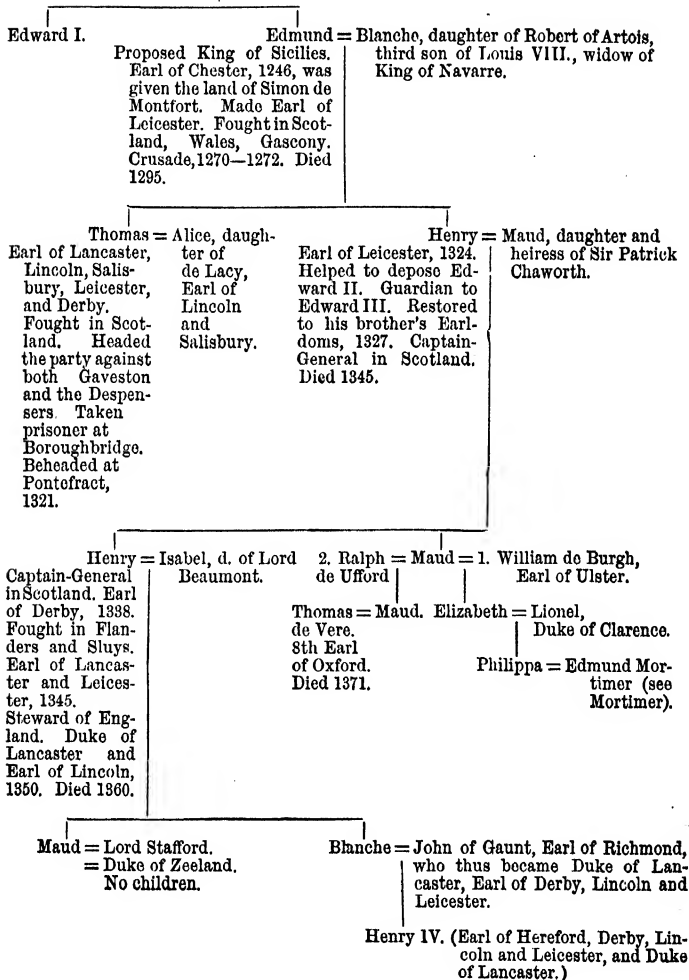 Edward I.
Edmund = Blanche, daughter of Robert of Artois,
third son of Louis VIII., widow of
King of Navarre.
Proposed King of Sicilies.
Earl of Chester, 1246, was
given the land of Simon de
Montfort. Made Earl of
Leicester. Fought in Scot-
land, Wales, Gascony.
Crusade, 1270—1272. Died
1295.
Thomas = Alice, daugh-
ter of
de Lacy,
Earl of
Lincoln
and
Salisbury.
Earl of Lancaster,
Lincoln, Salis-
bury, Leicester,
and Derby.
Fought in Scot-
land. Headed
the party against
both Gaveston
and the Despen-
sers. Taken
prisoner at
Boroughbridge.
Beheaded at
Pontefract,
1321.
Henry = Maud, daughter and
heiress of Sir Patrick
Chaworth.
Earl of Leicester, 1324.
Helped to depose Ed-
ward II. Guardian to
Edward III. Restored
to his brother's Earl-
doms, 1327. Captain-
General in Scotland.
Died 1345.
Henry = Isabel, d. of Lord
Beaumont.
Captain-General
in Scotland. Earl
of Derby, 1338.
Fought in Flan-
ders and Sluys.
Earl of Lancas-
ter and Leices-
ter, 1345.
Steward of Eng-
land. Duke of
Lancaster and
Earl of Lincoln,
1350. Died 1360.
2. Ralph = Maud = 1. William de Burgh,
de Ufford
Earl of Ulster.
Thomas = Maud.
de Vere.
8th Earl
of Oxford.
Died 1371.
Elizabeth = Lionel,
Duke of Clarence.
Philippa = Edmund Mor-
timer (see
Mortimer).
Maud = Lord Stafford.
= Duke of Zeeland.
No children.
Blanche = John of Gaunt, Earl of Richmond,
who thus became Duke of Lan-
caster, Earl of Derby, Lincoln and
Leicester.
Henry IV. (Earl of Hereford, Derby, Lin-
coln and Leicester, and Duke
of Lancaster.)